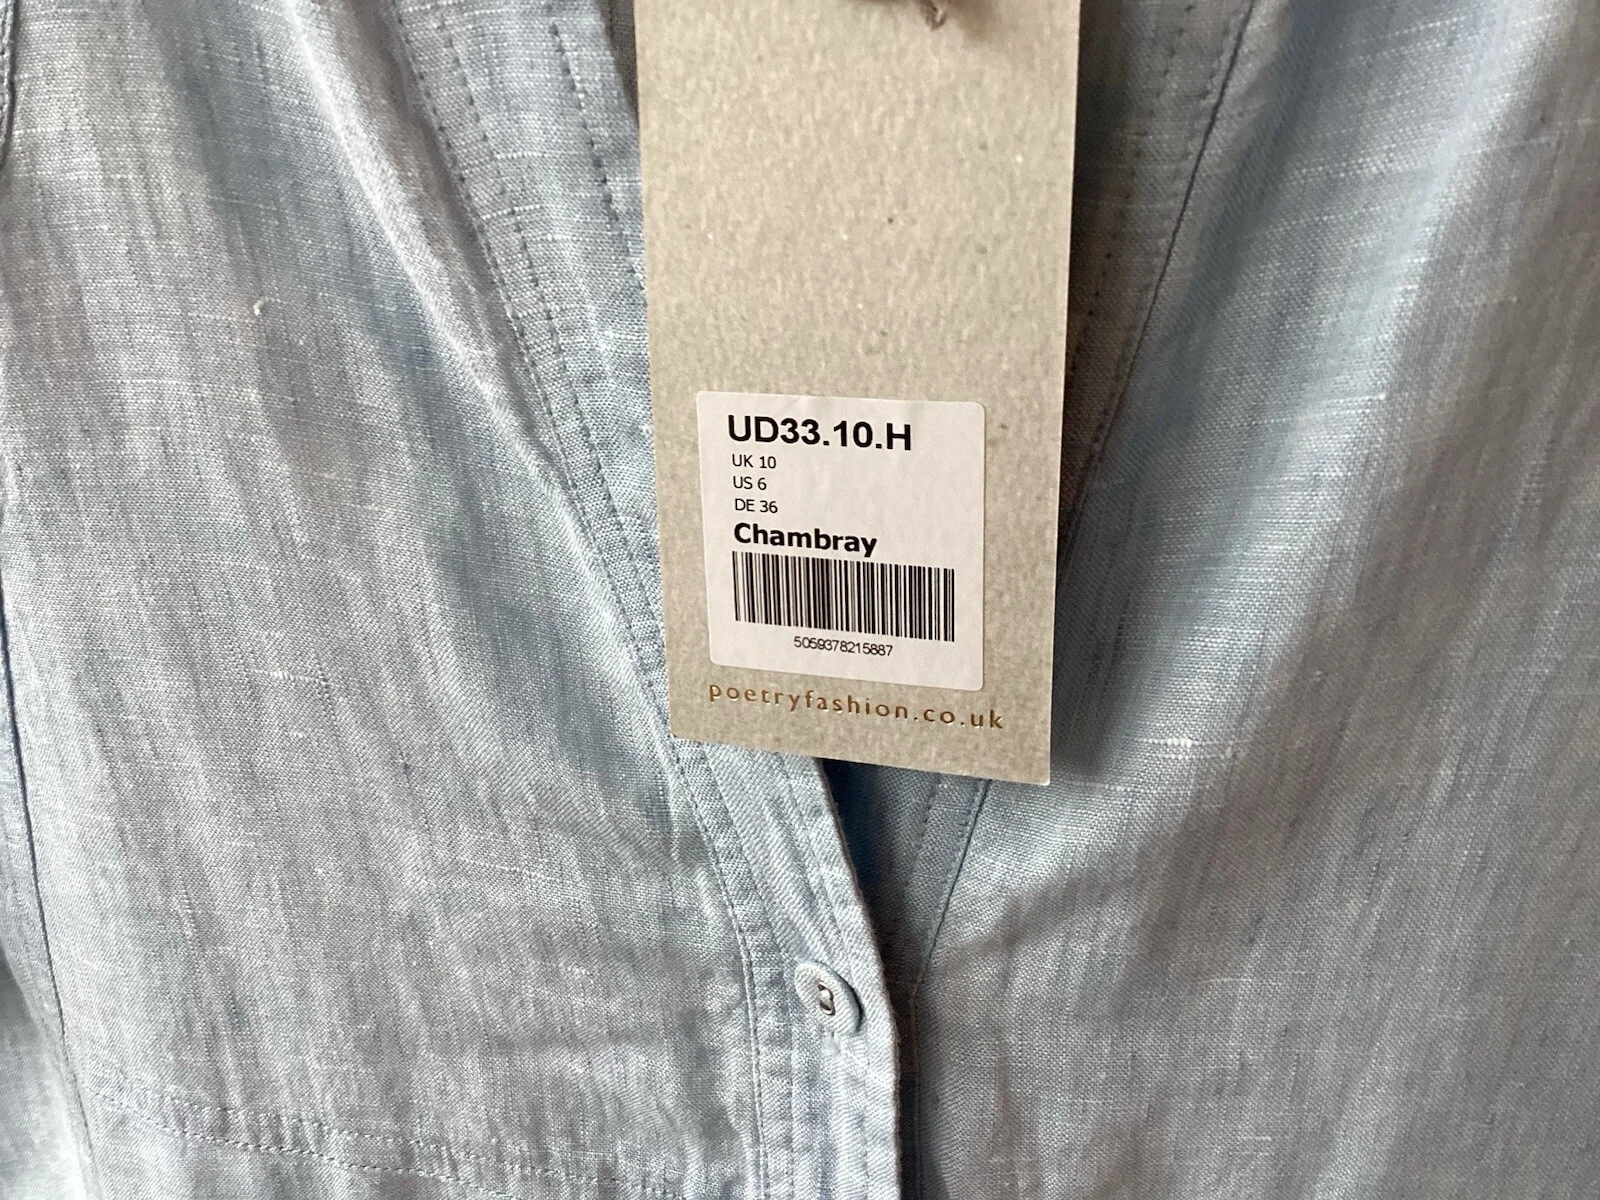 UD33.10.H
UK 10
US 6
DE 36
Chambray
5059378215887
poetryfashion.co.uk